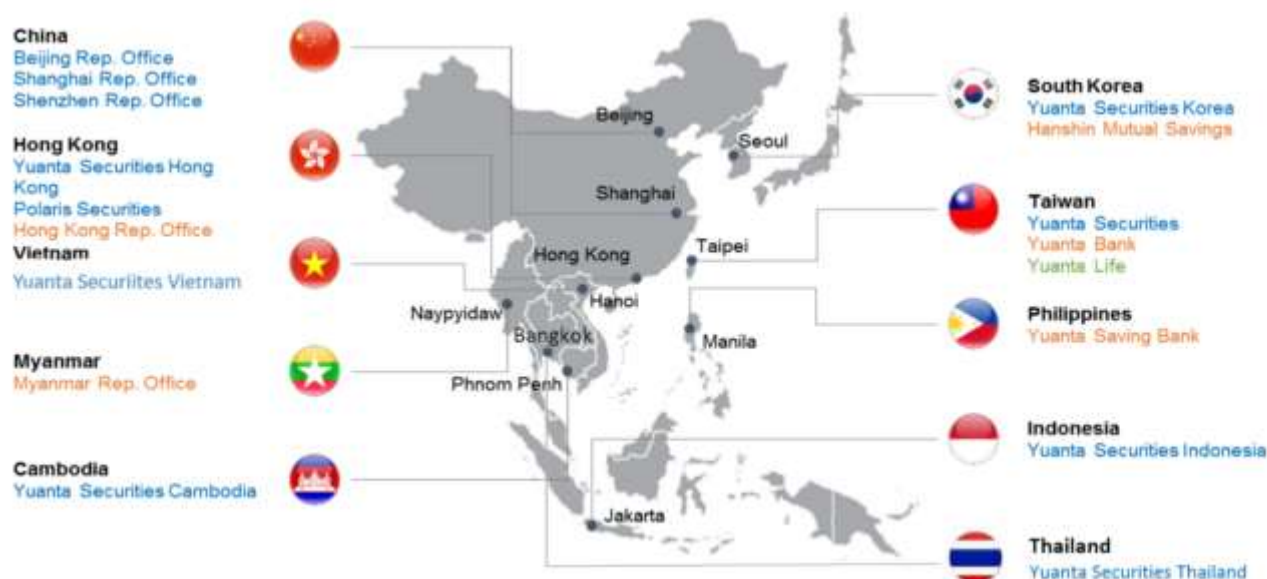 China
Beijing Rep. Office
Shanghai Rep. Office
Shenzhen Rep. Office
Hong Kong
Yuanta Securities Hong
Kong
Polaris Securities
Hong Kong Rep. Office
Vietnam
Yuanta Securiites Vietnam
Myanmar
Myanmar Rep. Office
Cambodia
Yuanta Securities Cambodia
Beijing
Seoul
Shanghai
Taipei
Hong Kong
Hanoi
Naypyidaw
Bangkok
Manila
Phnom Penh
Jakarta
South Korea
Yuanta Securities Korea
Hanshin Mutual Savings
Taiwan
Yuanta Securities
Yuanta Bank
Yuanta Life
Philippines
Yuanta Saving Bank
Indonesia
Yuanta Securities Indonesia
Thailand
Yuanta Securities Thailand